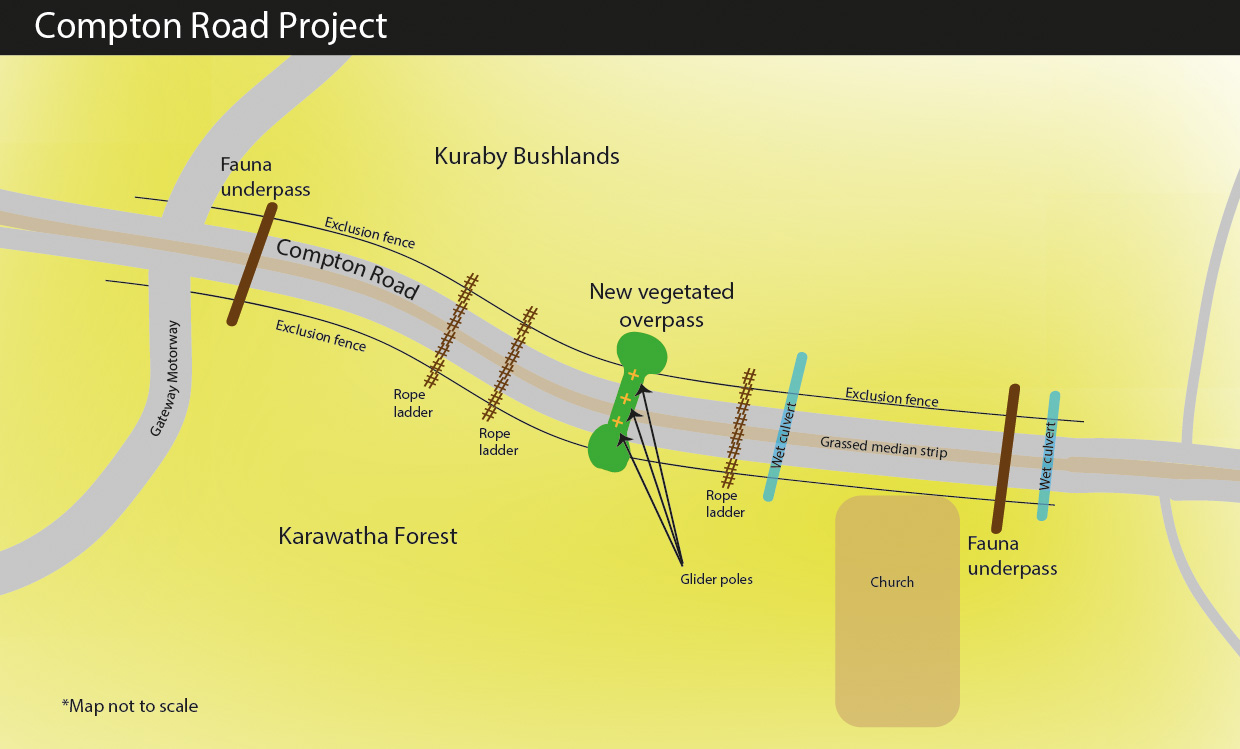 Compton Road Project
Kuraby Bushlands
Fauna
underpass
Exclusion fence
Compton Road
New vegetated
overpass
Exclusion fence
Gateway Motorway
Rope
ladder
Rope
ladder
Exclusion fence
Wet culvert
Grassed median strip
Wet culvert
Rope
ladder
Karawatha Forest
Fauna
underpass
Glider poles
Church
*Map not to scale